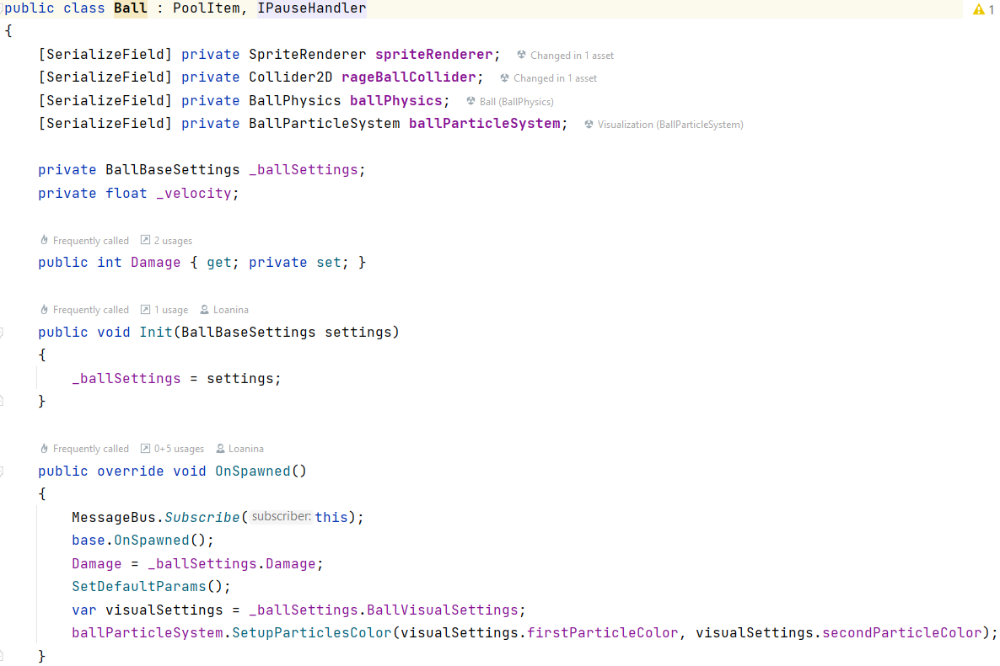 public class Ball : PoolItem, IPauseHandler 1
{
[SerializeField] private SpriteRenderer spriteRenderer; Changed in 1 asset
[SerializeField] private Collider2D rageBallCollider; Changed in 1 asset
[SerializeField] private BallPhysics ballPhysics; Ball (BallPhysics)
[SerializeField] private BallParticleSystem ballParticleSystem; Visualization (BallParticleSystem)
private BallBaseSettings _ballSettings;
private float _velocity;
Frequently called 2 usages
public int Damage { get; private set; }
Frequently called 1 usage Loanina
public void Init(BallBaseSettings settings)
{
_ballSettings = settings;
}
Frequently called 0+5 usages Loanina
public override void OnSpawned()
{
MessageBus.Subscribe(subscriber: this);
base.OnSpawned();
Damage = _ballSettings.Damage;
SetDefaultParams();
var visualSettings = _ballSettings.BallVisualSettings;
ballParticleSystem.SetupParticlesColor(visualSettings.firstParticleColor, visualSettings.secondParticleColor);
}